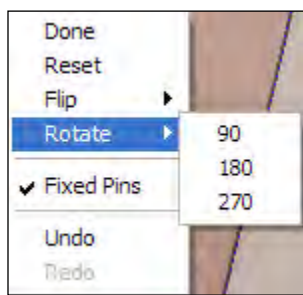 Done
Reset
Flip
Rotate
90
180
270
Fixed Pins
Undo
Redo